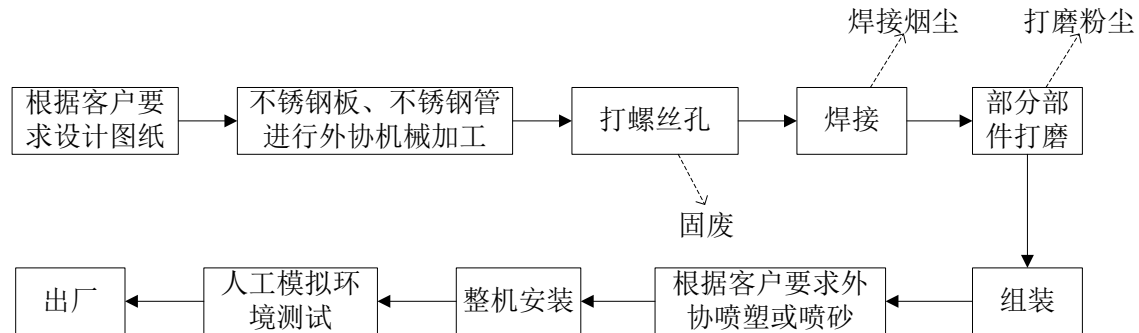 焊接烟尘
打磨粉尘
根据客户要
求设计图纸
不锈钢板、不锈钢管
进行外协机械加工
打螺丝孔
焊接
部分部
件打磨
固废
出厂
人工模拟环
境测试
整机安装
根据客户要求外
协喷塑或喷砂
组装